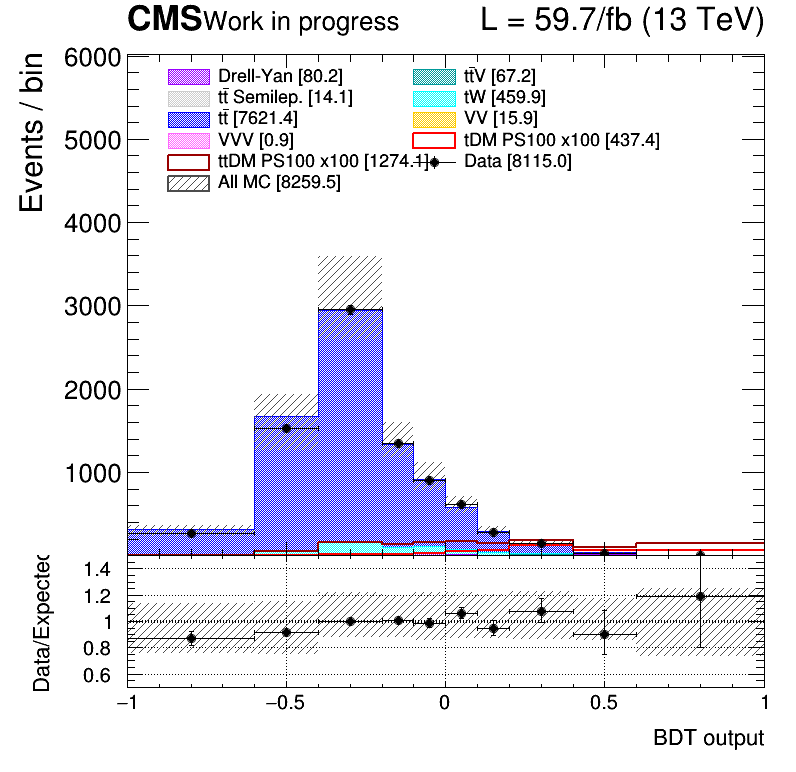 CMS Work in progress L = 59.7/fb (13 TeV)
Events / bin
6000
5000
4000
3000
2000
1000
Drell-Yan [80.2] tt̄V [67.2]
tt̄ Semilep. [14.1] tW [459.9]
tt̄ [7621.4] VV [15.9]
VVV [0.9] tDM PS100 x100 [437.4]
ttDM PS100 x100 [1274.1] Data [8115.0]
All MC [8259.5]
Data/Expected
1.4
1.2
1
0.8
0.6
−1 −0.5 0 0.5 1
BDT output